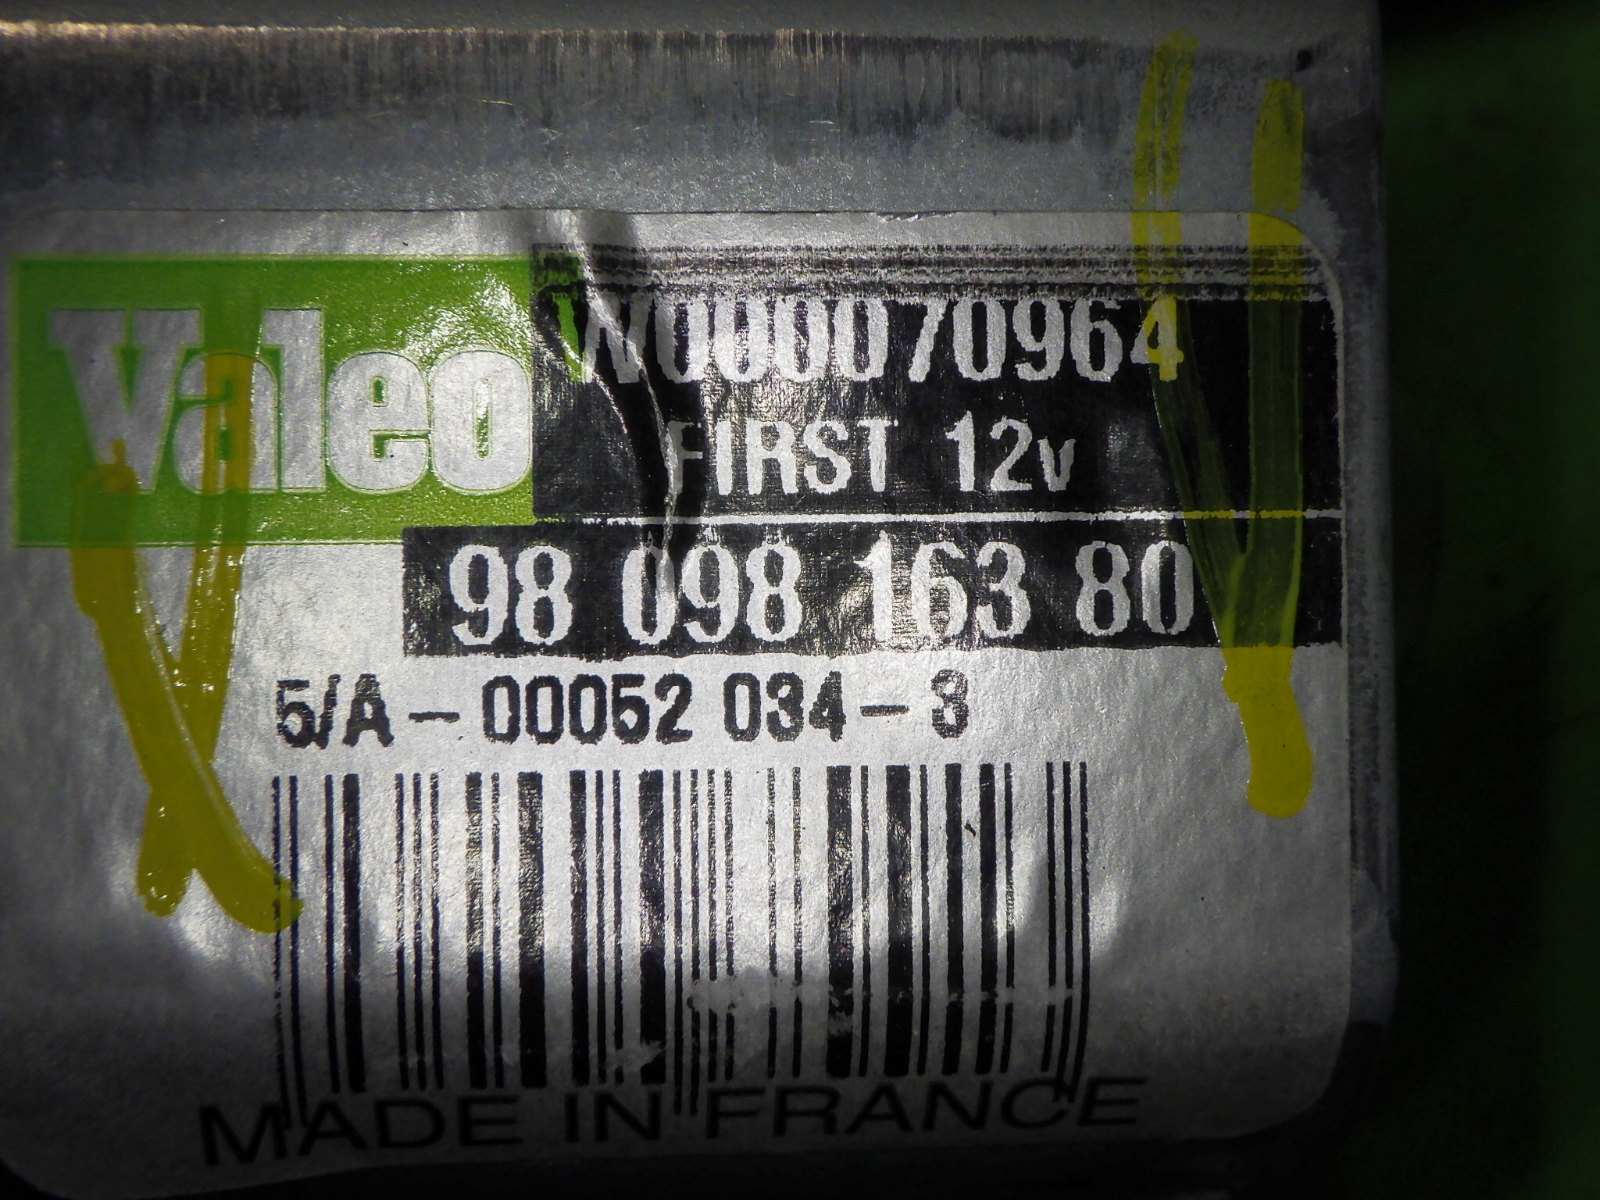 Valeo
W000070964
FIRST 12v
98 098 163 80
5/A - 00052 034 - 3
MADE IN FRANCE